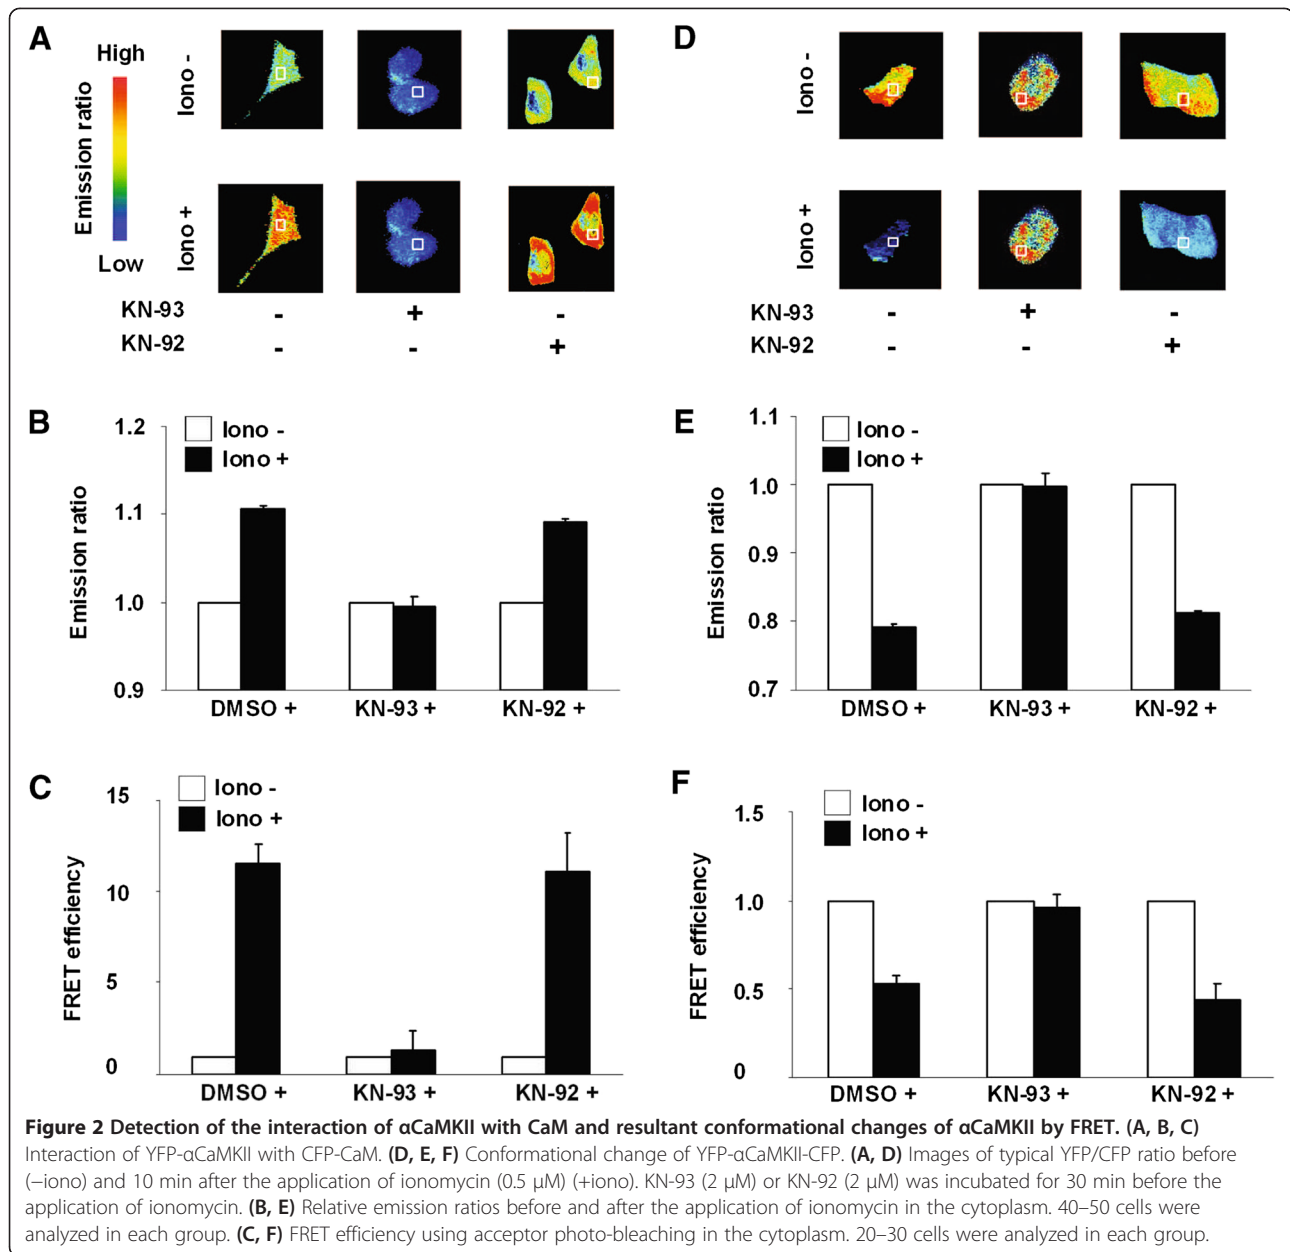 A
High
Emission ratio
Low
Iono -
Iono +
KN-93 - + -
KN-92 - - +
D
Iono -
Iono +
KN-93 - + -
KN-92 - - +
B
Iono -
Iono +
Emission ratio
1.2
1.1
1.0
0.9
DMSO + KN-93 + KN-92 +
E
Iono -
Iono +
Emission ratio
1.1
1.0
0.9
0.8
0.7
DMSO + KN-93 + KN-92 +
C
Iono -
Iono +
FRET efficiency
15
10
5
0
DMSO + KN-93 + KN-92 +
F
Iono -
Iono +
FRET efficiency
1.5
1.0
0.5
0
DMSO + KN-93 + KN-92 +
Figure 2 Detection of the interaction of αCaMKII with CaM and resultant conformational changes of αCaMKII by FRET. (A, B, C)
Interaction of YFP-αCaMKII with CFP-CaM. (D, E, F) Conformational change of YFP-αCaMKII-CFP. (A, D) Images of typical YFP/CFP ratio before
(−iono) and 10 min after the application of ionomycin (0.5 μM) (+iono). KN-93 (2 μM) or KN-92 (2 μM) was incubated for 30 min before the
application of ionomycin. (B, E) Relative emission ratios before and after the application of ionomycin in the cytoplasm. 40–50 cells were
analyzed in each group. (C, F) FRET efficiency using acceptor photo-bleaching in the cytoplasm. 20–30 cells were analyzed in each group.